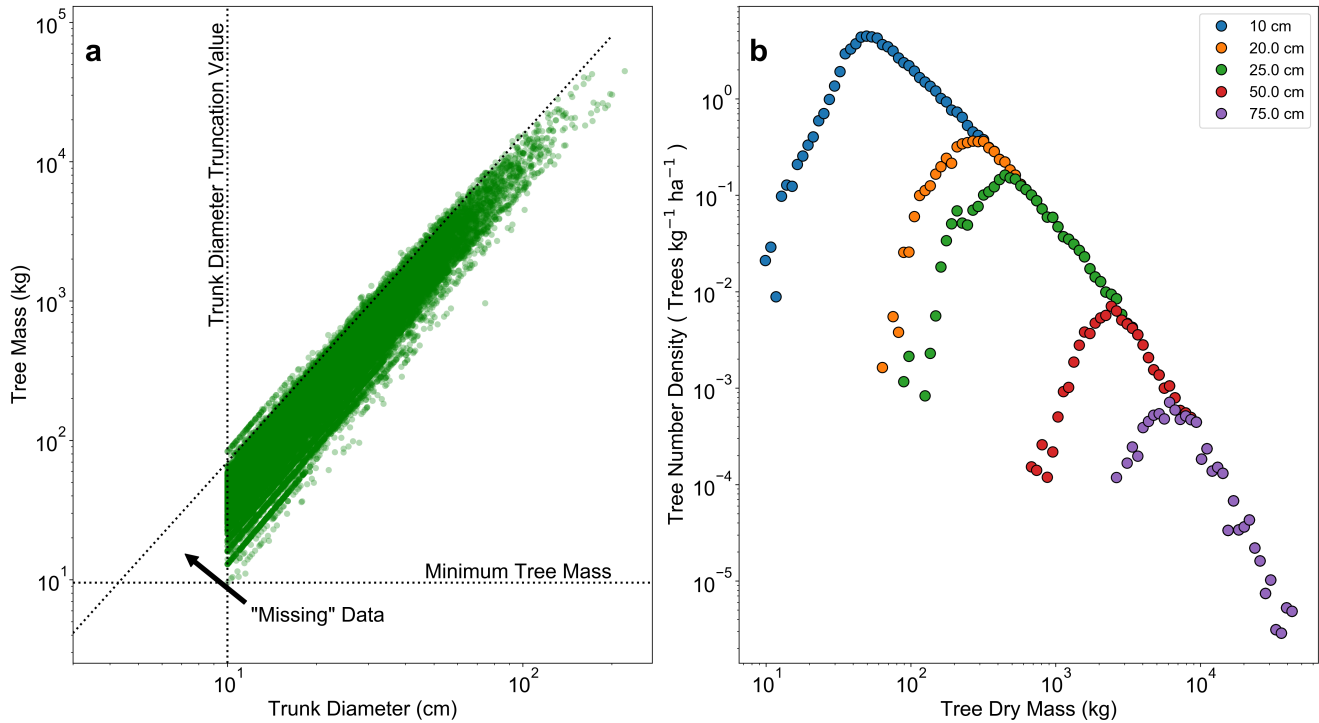 a
10^5
10^4
10^3
10^2
10^1
Tree Mass (kg)
Trunk Diameter Truncation Value
Minimum Tree Mass
"Missing" Data
10^1
10^2
Trunk Diameter (cm)
b
10 cm
20.0 cm
25.0 cm
50.0 cm
75.0 cm
10^0
10^−1
10^−2
10^−3
10^−4
10^−5
Tree Number Density ( Trees kg^−1 ha^−1 )
10^1
10^2
10^3
10^4
Tree Dry Mass (kg)